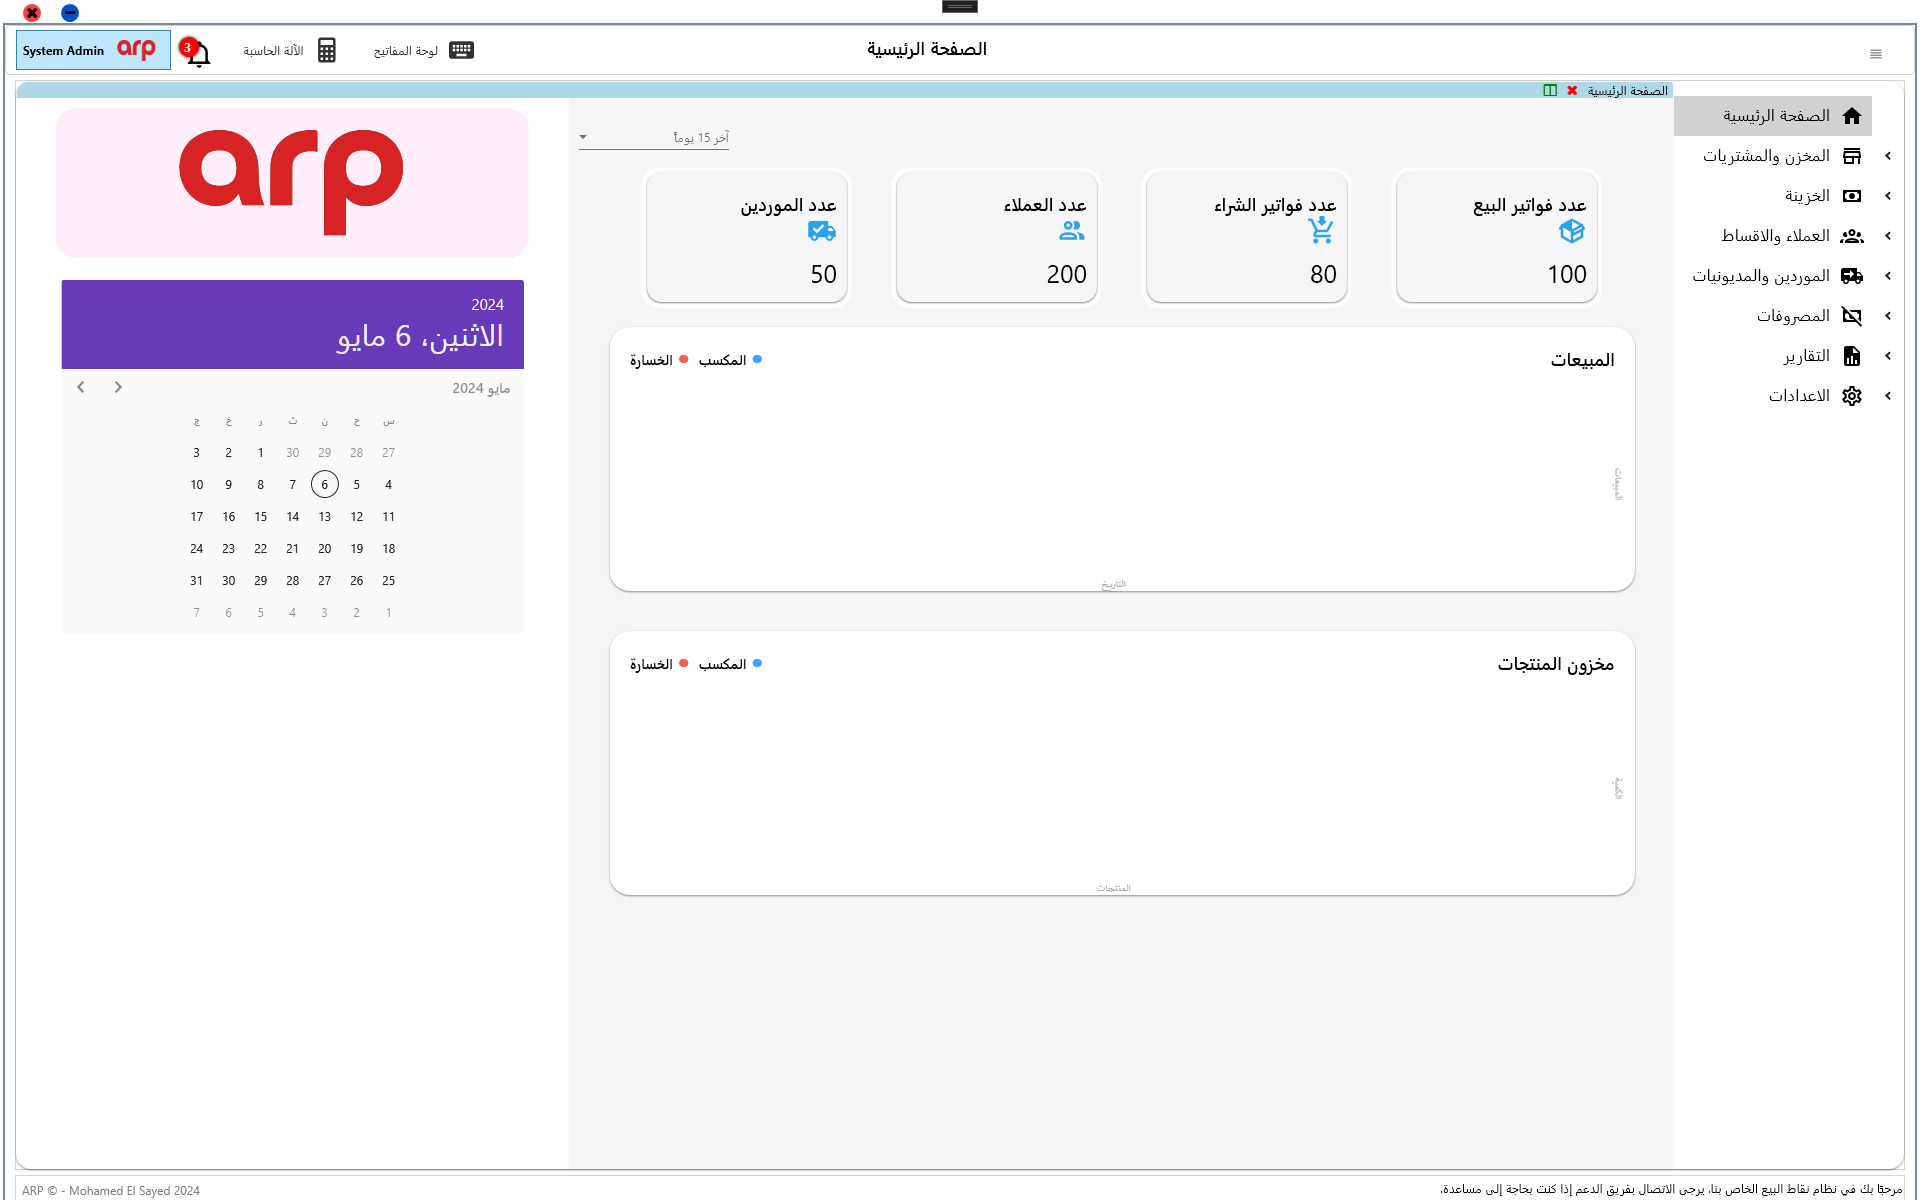 الصفحة الرئيسية
لوحة المفاتيح
الآلة الحاسبة
3
System Admin
arp
الصفحة الرئيسية
الصفحة الرئيسية
المخزن والمشتريات
الخزينة
العملاء والاقساط
الموردين والمديونيات
المصروفات
التقارير
الاعدادات
آخر 15 يوماً
عدد فواتير البيع
100
عدد فواتير الشراء
80
عدد العملاء
200
عدد الموردين
50
المبيعات
المكسب الخسارة
المبيعات
التاريخ
مخزون المنتجات
المكسب الخسارة
الكمية
المنتجات
arp
2024
الاثنين، 6 مايو
مايو 2024
س ح ن ث ر خ ج
27 28 29 30 1 2 3
4 5 6 7 8 9 10
11 12 13 14 15 16 17
18 19 20 21 22 23 24
25 26 27 28 29 30 31
1 2 3 4 5 6 7
مرحبًا بك في نظام نقاط البيع الخاص بنا. يرجى الاتصال بفريق الدعم إذا كنت بحاجة إلى مساعدة.
ARP © - Mohamed El Sayed 2024